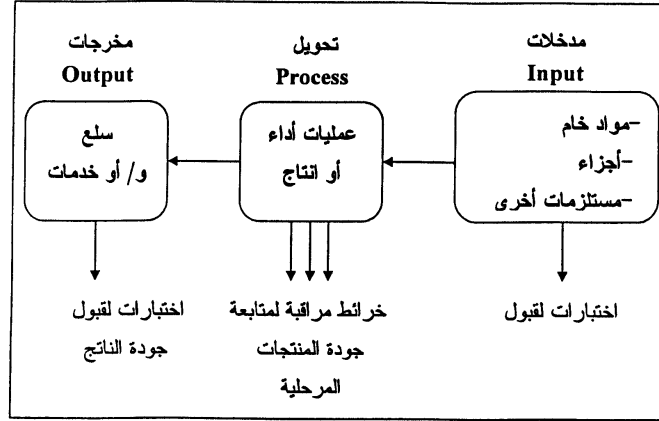 مدخلات
Input
-مواد خام
-أجزاء
-مستلزمات أخرى
اختبارات لقبول
تحويل
Process
عمليات أداء
أو انتاج
خرائط مراقبة لمتابعة
جودة المنتجات
المرحلية
مخرجات
Output
سلع
و/ أو خدمات
اختبارات لقبول
جودة الناتج